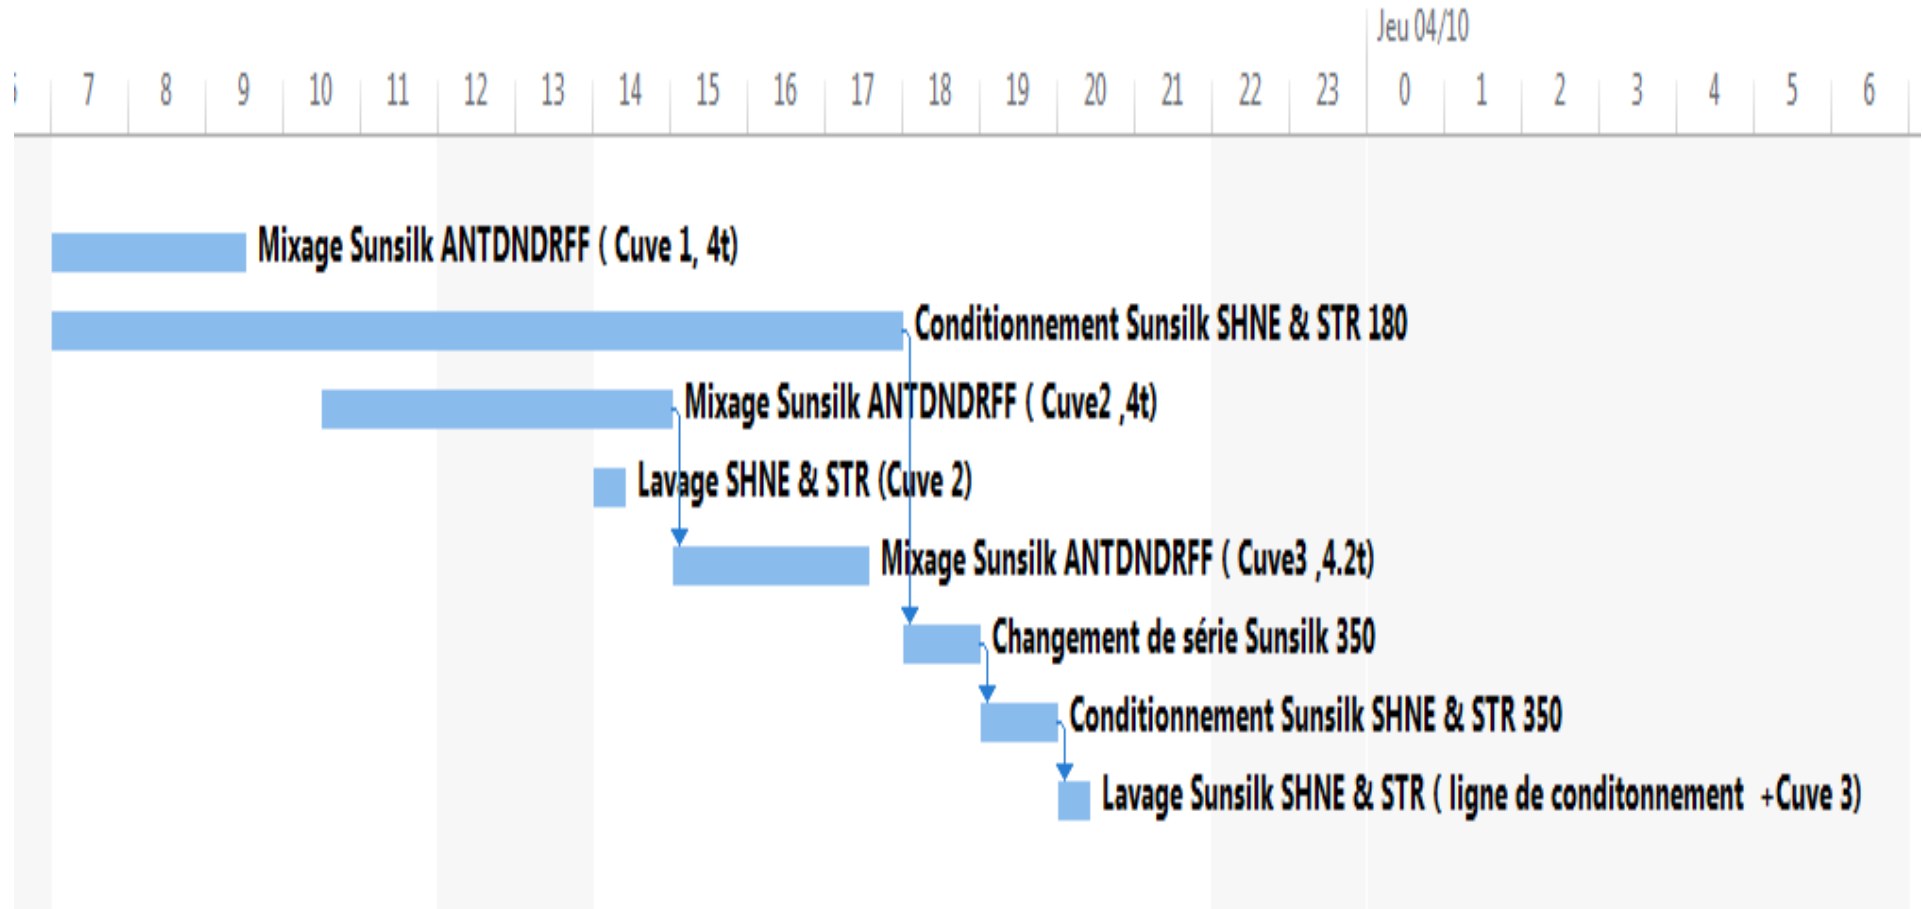 Jeu 04/10
7 8 9 10 11 12 13 14 15 16 17 18 19 20 21 22 23 0 1 2 3 4 5 6
Mixage Sunsilk ANTDNDRFF ( Cuve 1, 4t)
Conditionnement Sunsilk SHNE & STR 180
Mixage Sunsilk ANTDNDRFF ( Cuve2 ,4t)
Lavage SHNE & STR (Cuve 2)
Mixage Sunsilk ANTDNDRFF ( Cuve3 ,4.2t)
Changement de série Sunsilk 350
Conditionnement Sunsilk SHNE & STR 350
Lavage Sunsilk SHNE & STR ( ligne de conditonnement +Cuve 3)